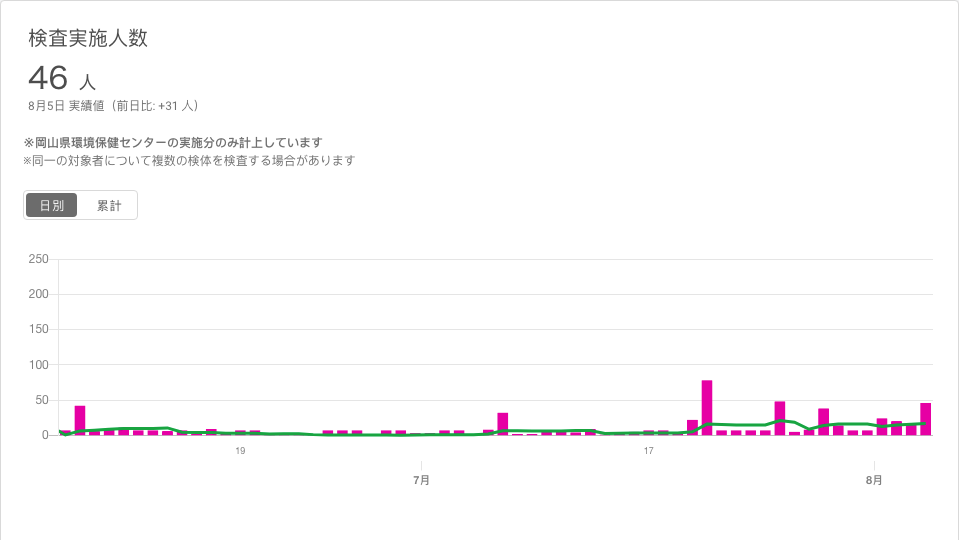 検査実施人数
46 人
8月5日 実績値（前日比: +31 人）
※岡山県環境保健センターの実施分のみ計上しています
※同一の対象者について複数の検体を検査する場合があります
日別 累計
250
200
150
100
50
0
19 17
7月 8月